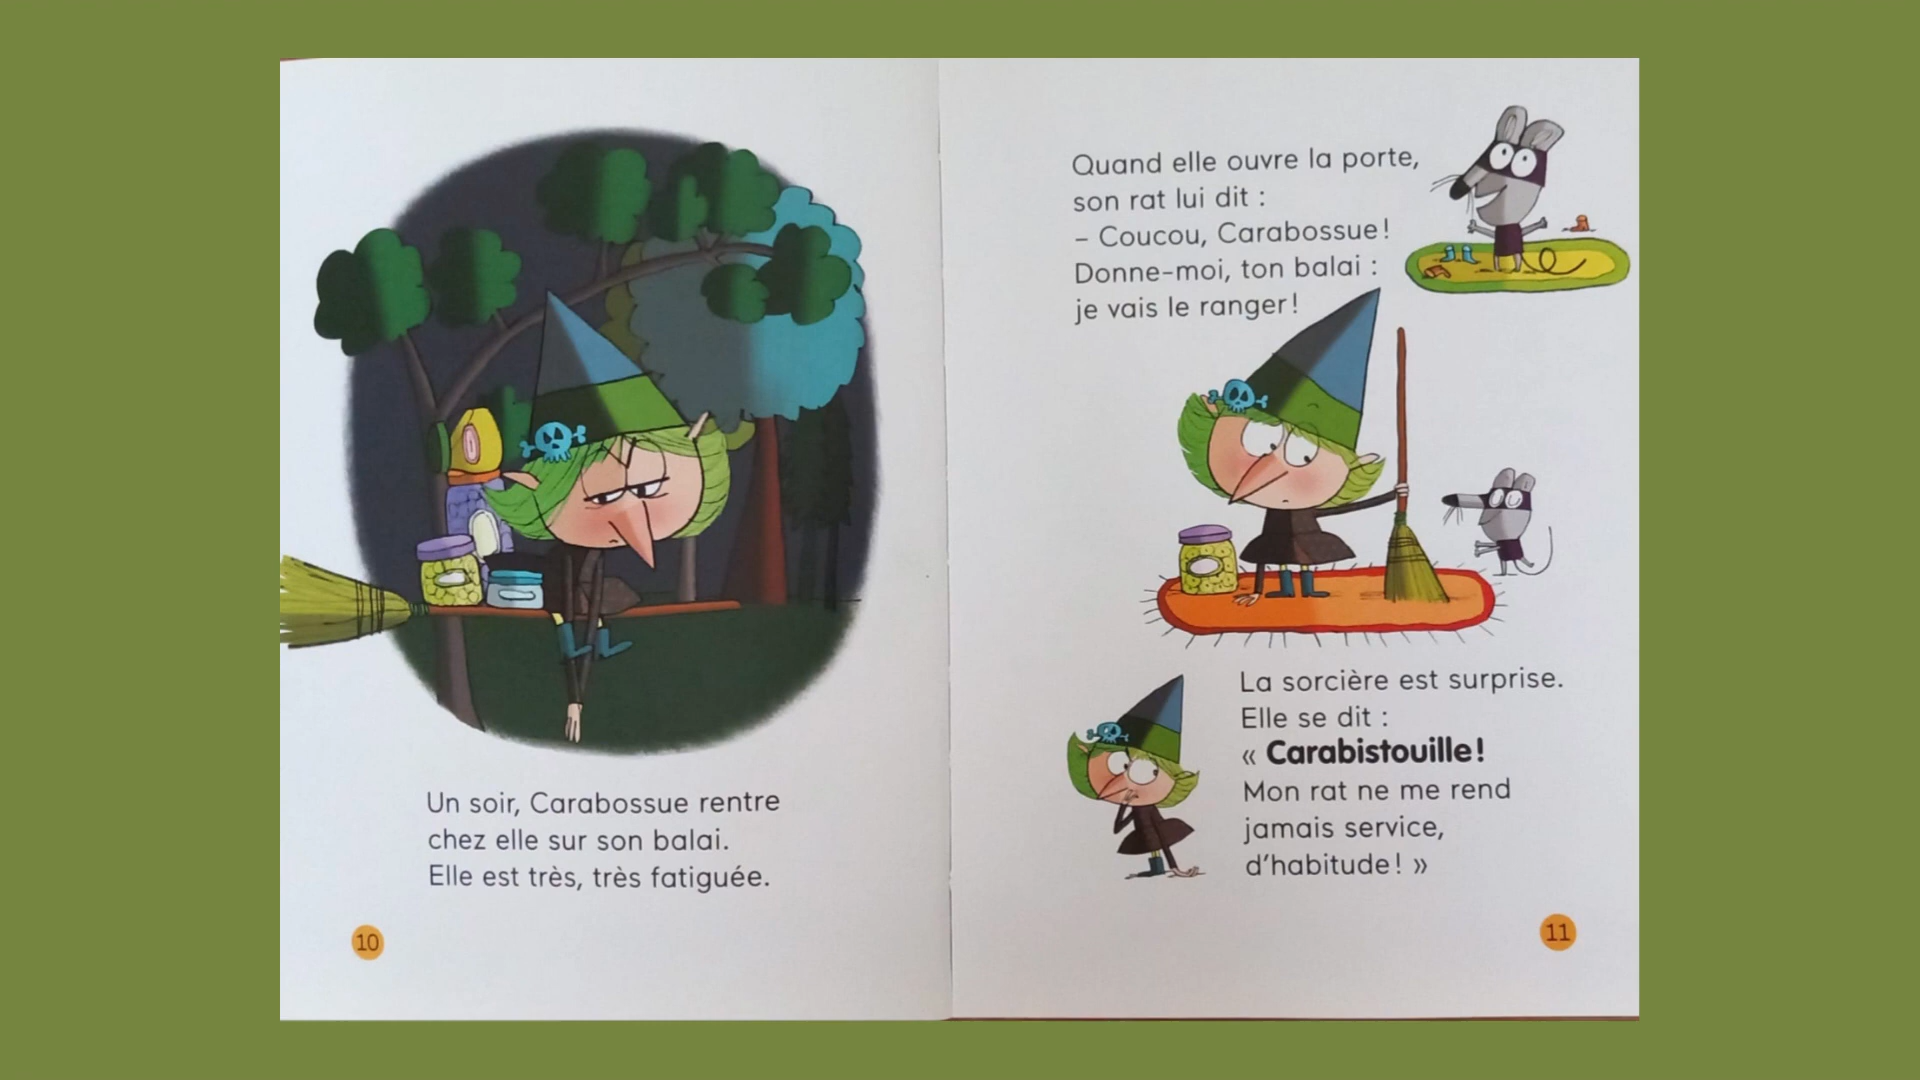 Un soir, Carabossue rentre
chez elle sur son balai.
Elle est très, très fatiguée.
10
Quand elle ouvre la porte,
son rat lui dit :
– Coucou, Carabossue !
Donne-moi, ton balai :
je vais le ranger !
La sorcière est surprise.
Elle se dit :
« Carabistouille !
Mon rat ne me rend
jamais service,
d'habitude ! »
11